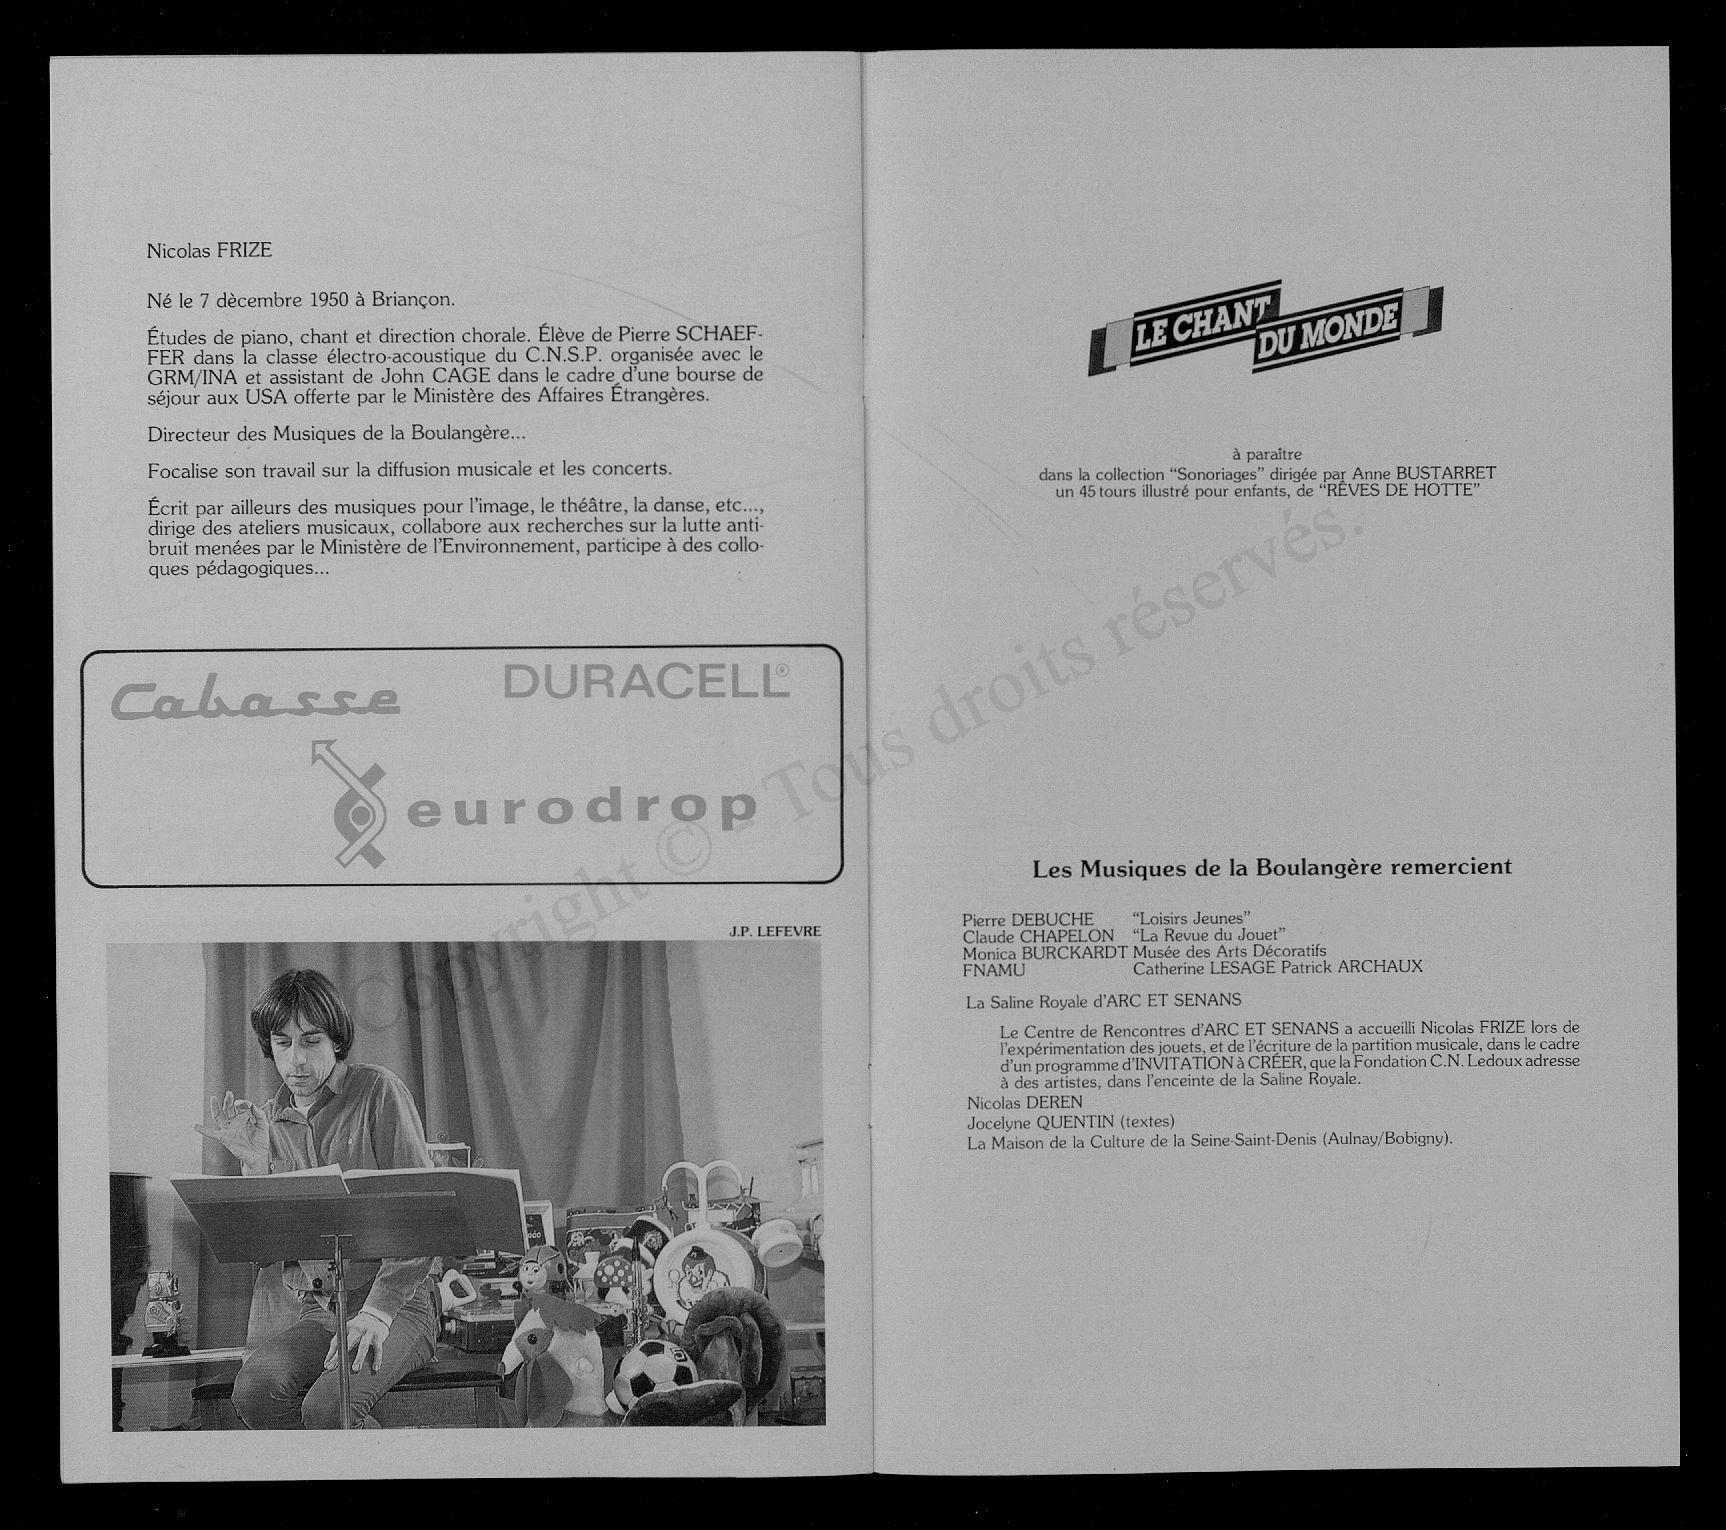 Nicolas FRIZE
Né le 7 dècembre 1950 à Briançon.
Études de piano, chant et direction chorale. Élève de Pierre SCHAEF-
FER dans la classe électro-acoustique du C.N.S.P. organisée avec le
GRM/INA et assistant de John CAGE dans le cadre d'une bourse de
séjour aux USA offerte par le Ministère des Affaires Étrangères.
Directeur des Musiques de la Boulangère...
Focalise son travail sur la diffusion musicale et les concerts.
Écrit par ailleurs des musiques pour l'image, le théâtre, la danse, etc...,
dirige des ateliers musicaux, collabore aux recherches sur la lutte anti-
bruit menées par le Ministère de l'Environnement, participe à des collo-
ques pédagogiques...
Cabasse
DURACELL®
eurodrop
J.P. LEFEVRE
LE CHANT
DU MONDE
à paraître
dans la collection “Sonoriages” dirigée par Anne BUSTARRET
un 45 tours illustré pour enfants, de “RÊVES DE HOTTE”
Les Musiques de la Boulangère remercient
Pierre DEBUCHE “Loisirs Jeunes”
Claude CHAPELON “La Revue du Jouet”
Monica BURCKARDT Musée des Arts Décoratifs
FNAMU Catherine LESAGE Patrick ARCHAUX
La Saline Royale d'ARC ET SENANS
Le Centre de Rencontres d'ARC ET SENANS a accueilli Nicolas FRIZE lors de
l'expérimentation des jouets, et de l'écriture de la partition musicale, dans le cadre
d'un programme d'INVITATION à CRÉER, que la Fondation C.N. Ledoux adresse
à des artistes, dans l'enceinte de la Saline Royale.
Nicolas DEREN
Jocelyne QUENTIN (textes)
La Maison de la Culture de la Seine-Saint-Denis (Aulnay/Bobigny).
Copyright © - Tous droits réservés.